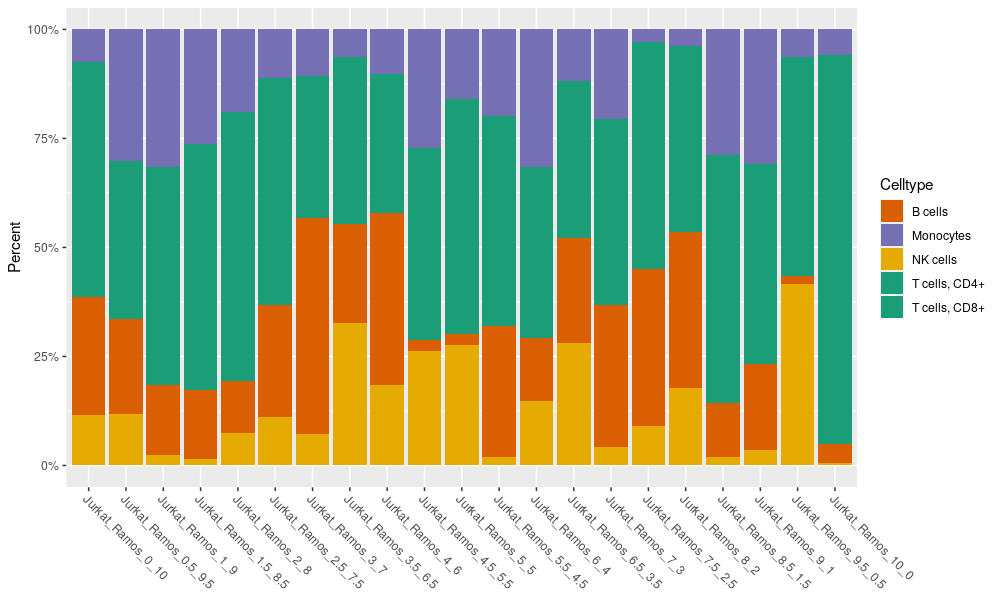 100%
75%
50%
25%
0%
Percent
Jurkat_Ramos_0_10
Jurkat_Ramos_0.5_9.5
Jurkat_Ramos_1_9
Jurkat_Ramos_1.5_8.5
Jurkat_Ramos_2_8
Jurkat_Ramos_2.5_7.5
Jurkat_Ramos_3_7
Jurkat_Ramos_3.5_6.5
Jurkat_Ramos_4_6
Jurkat_Ramos_4.5_5.5
Jurkat_Ramos_5_5
Jurkat_Ramos_5.5_4.5
Jurkat_Ramos_6_4
Jurkat_Ramos_6.5_3.5
Jurkat_Ramos_7_3
Jurkat_Ramos_7.5_2.5
Jurkat_Ramos_8_2
Jurkat_Ramos_8.5_1.5
Jurkat_Ramos_9_1
Jurkat_Ramos_9.5_0.5
Jurkat_Ramos_10_0
Celltype
B cells
Monocytes
NK cells
T cells, CD4+
T cells, CD8+